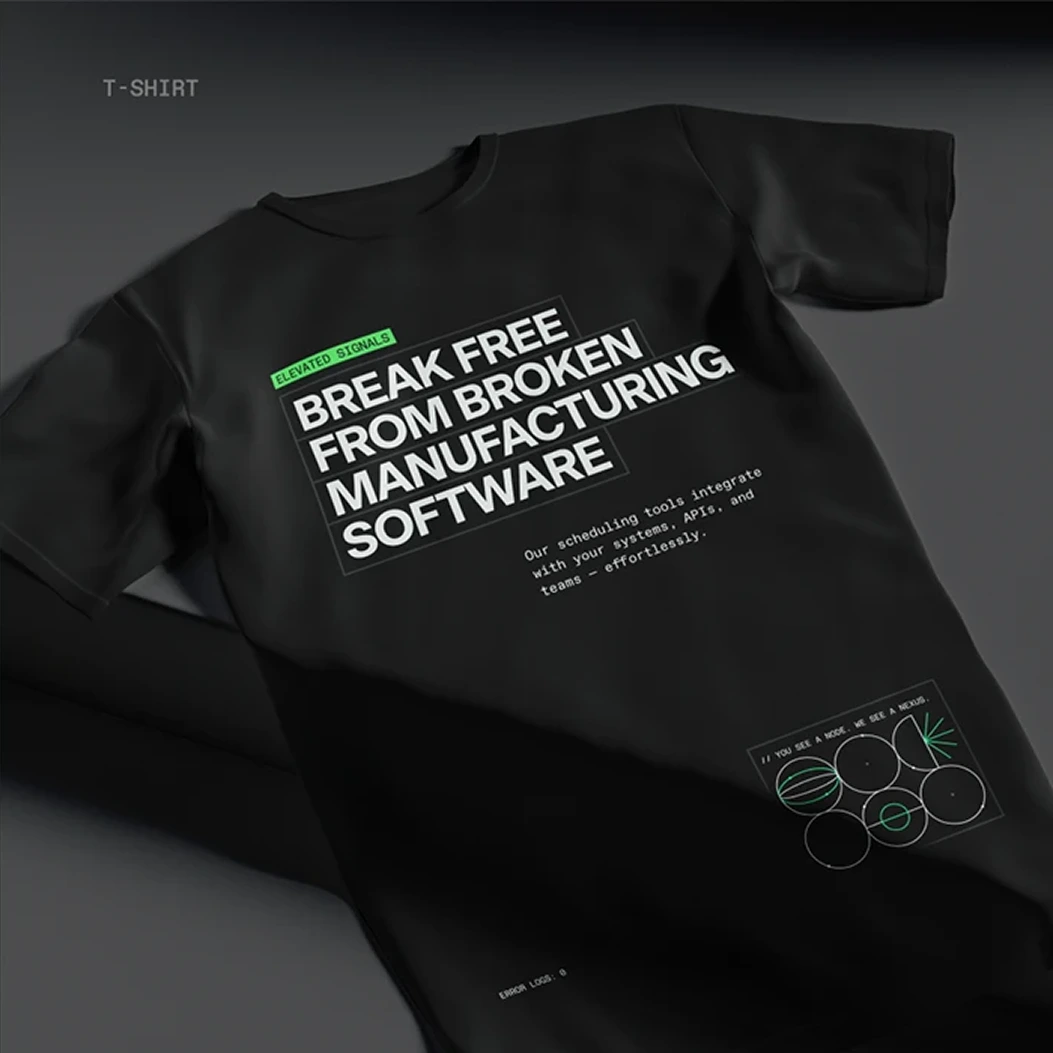 T-SHIRT
ELEVATED SIGNALS
BREAK FREE
FROM BROKEN
MANUFACTURING
SOFTWARE
Our scheduling tools integrate
with your systems, APIs, and
teams — effortlessly.
// YOU SEE A NODE. WE SEE A NEXUS.
ERROR LOGS: 0